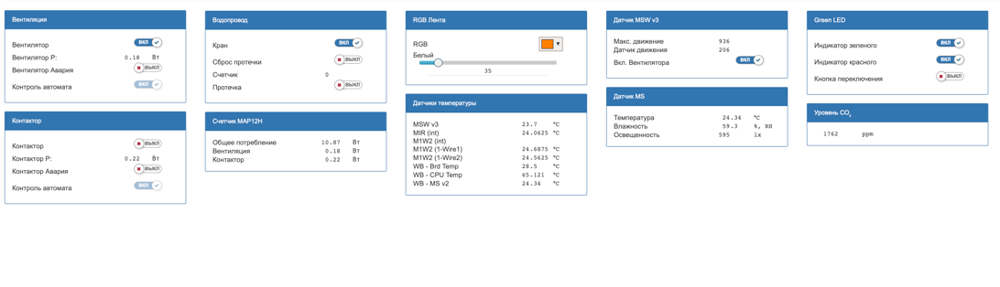 Вентиляция
Вентилятор ВКЛ
Вентилятор P: 0.18 Вт
Вентилятор Авария ВЫКЛ
Контроль автомата ВКЛ
Контактор
Контактор ВЫКЛ
Контактор P: 0.22 Вт
Контактор Авария ВЫКЛ
Контроль автомата ВКЛ
Водопровод
Кран ВКЛ
Сброс протечки ВЫКЛ
Счетчик 0
Протечка ВЫКЛ
Счетчик MAP12H
Общее потребление 10.87 Вт
Вентиляция 0.18 Вт
Контактор 0.22 Вт
RGB Лента
RGB
Белый
35
Датчики температуры
MSW v3 23.7 °C
MIR (int) 24.0625 °C
M1W2 (int)
M1W2 (1-Wire1) 24.6875 °C
M1W2 (1-Wire2) 24.5625 °C
WB - Brd Temp 28.5 °C
WB - CPU Temp 65.121 °C
WB - MS v2 24.34 °C
Датчик MSW v3
Макс. движение 936
Датчик движения 206
Вкл. Вентилятора ВКЛ
Датчик MS
Температура 24.34 °C
Влажность 59.3 %, RH
Освещенность 595 lx
Green LED
Индикатор зеленого ВКЛ
Индикатор красного ВКЛ
Кнопка переключения ВЫКЛ
Уровень CO₂
1762 ppm